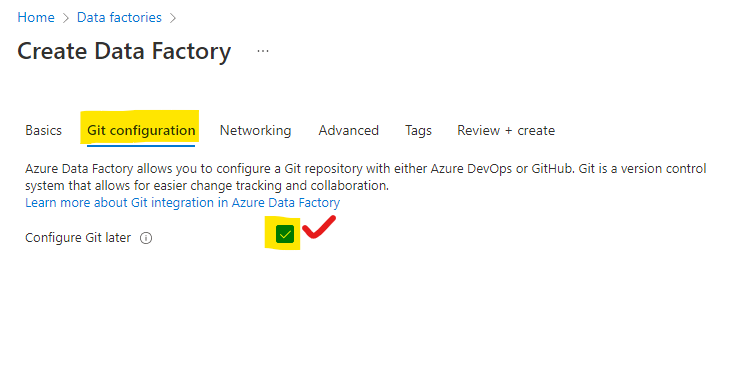 Home > Data factories >
Create Data Factory ...
Basics Git configuration Networking Advanced Tags Review + create
Azure Data Factory allows you to configure a Git repository with either Azure DevOps or GitHub. Git is a version control
system that allows for easier change tracking and collaboration.
Learn more about Git integration in Azure Data Factory
Configure Git later